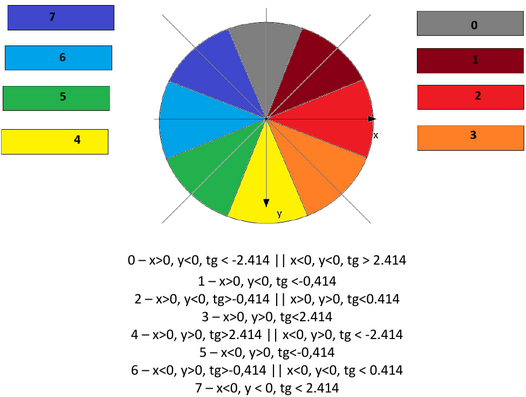 7
0
6
1
5
2
4
3
x
y
0 – x>0, y<0, tg < -2.414 || x<0, y<0, tg > 2.414
1 – x>0, y<0, tg <-0,414
2 – x>0, y<0, tg>-0,414 || x>0, y>0, tg<0.414
3 – x>0, y>0, tg<2.414
4 – x>0, y>0, tg>2.414 || x<0, y>0, tg < -2.414
5 – x<0, y>0, tg<-0,414
6 – x<0, y>0, tg>-0,414 || x<0, y<0, tg < 0.414
7 – x<0, y < 0, tg < 2.414